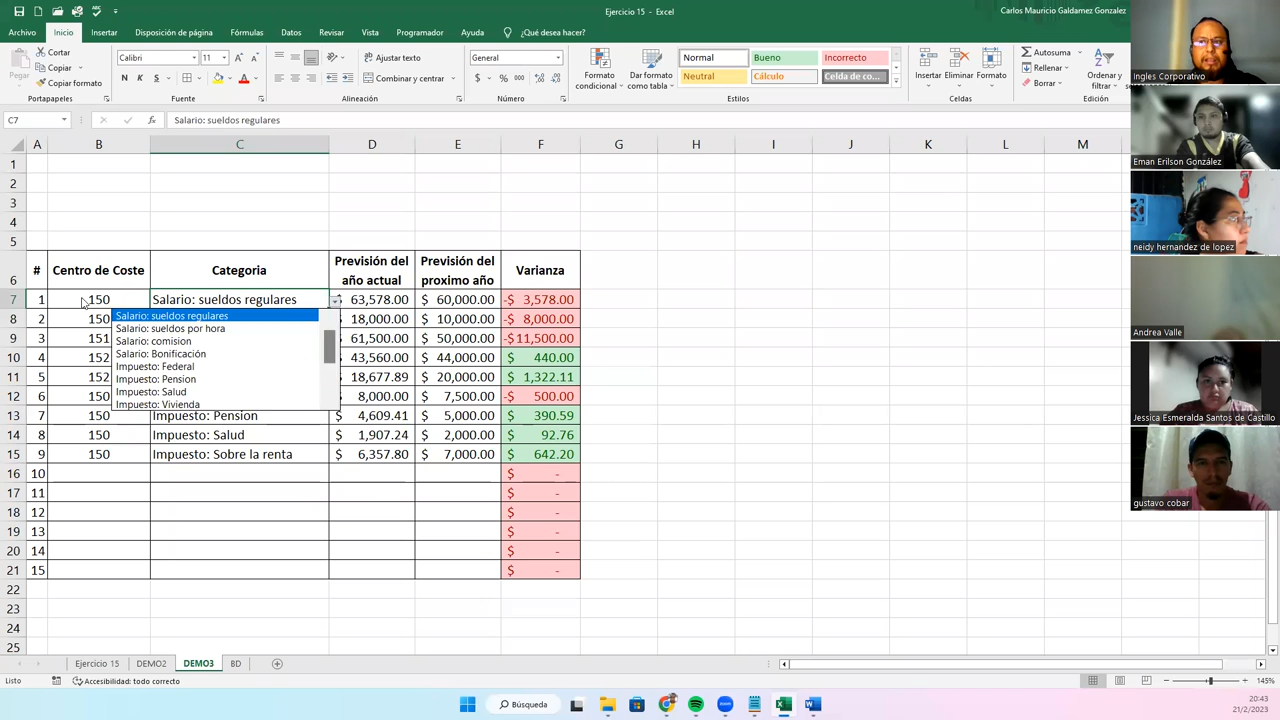 Ejercicio 15 - Excel
Carlos Mauricio Galdamez Gonzalez
Archivo Inicio Insertar Disposición de página Fórmulas Datos Revisar Vista Programador Ayuda ¿Qué desea hacer?
Pegar
Cortar
Copiar
Copiar formato
Portapapeles
Calibri 11
N K S
Fuente
Ajustar texto
Combinar y centrar
Alineación
General
Número
Formato condicional
Dar formato como tabla
Normal Bueno Incorrecto
Neutral Cálculo Celda de co...
Estilos
Insertar Eliminar Formato
Celdas
Autosuma
Rellenar
Borrar
Ordenar y filtrar
Edición
C7 fx Salario: sueldos regulares
A B C D E F G H I J K L M
1
2
3
4
5
6 # Centro de Coste Categoria Previsión del año actual Previsión del proximo año Varianza
7 1 150 Salario: sueldos regulares $ 63,578.00 $ 60,000.00 -$ 3,578.00
8 2 150 $ 18,000.00 $ 10,000.00 -$ 8,000.00
9 3 151 $ 61,500.00 $ 50,000.00 -$11,500.00
10 4 152 $ 43,560.00 $ 44,000.00 $ 440.00
11 5 152 $ 18,677.89 $ 20,000.00 $ 1,322.11
12 6 150 $ 8,000.00 $ 7,500.00 -$ 500.00
13 7 150 Impuesto: Pension $ 4,609.41 $ 5,000.00 $ 390.59
14 8 150 Impuesto: Salud $ 1,907.24 $ 2,000.00 $ 92.76
15 9 150 Impuesto: Sobre la renta $ 6,357.80 $ 7,000.00 $ 642.20
16 10 $ -
17 11 $ -
18 12 $ -
19 13 $ -
20 14 $ -
21 15 $ -
22
23
24
25
Salario: sueldos regulares
Salario: sueldos por hora
Salario: comision
Salario: Bonificación
Impuesto: Federal
Impuesto: Pension
Impuesto: Salud
Impuesto: Vivienda
Ingles Corporativo
Eman Erilson González
neidy hernandez de lopez
Andrea Valle
Jessica Esmeralda Santos de Castillo
gustavo cobar
Ejercicio 15 DEMO2 DEMO3 BD
Listo Accesibilidad: todo correcto 145%
Búsqueda
20:43
21/2/2023